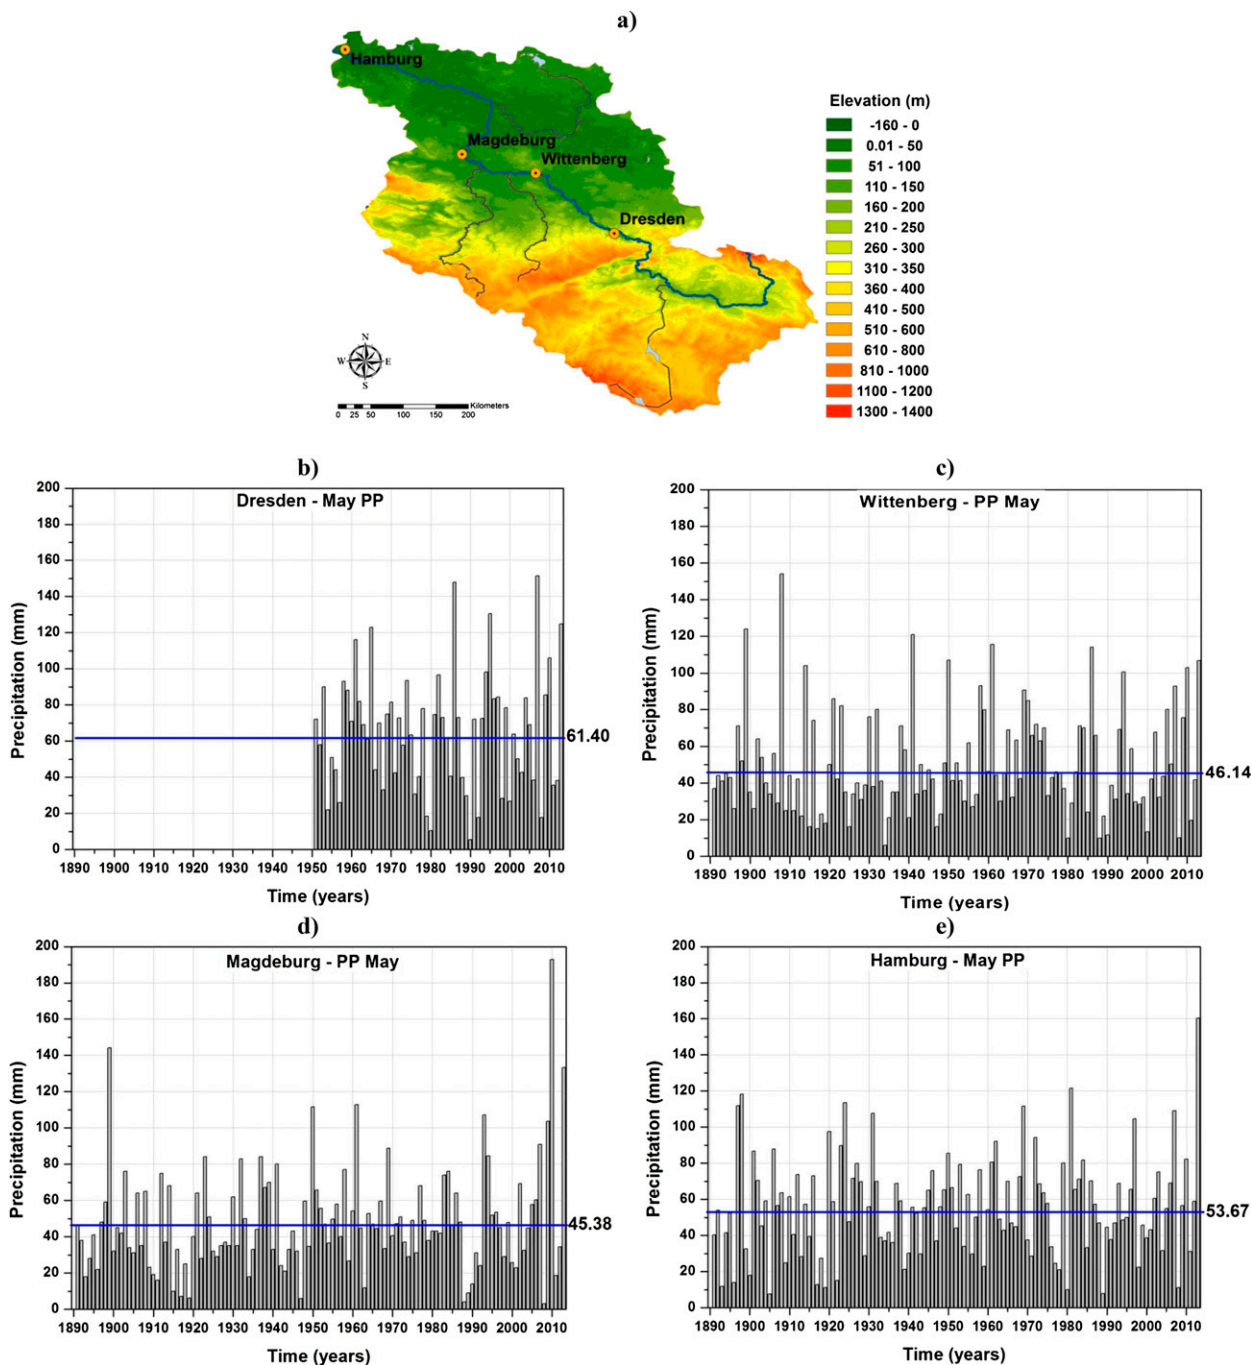 a)
Hamburg
Magdeburg
Wittenberg
Dresden
Elevation (m)
-160 - 0
0.01 - 50
51 - 100
110 - 150
160 - 200
210 - 250
260 - 300
310 - 350
360 - 400
410 - 500
510 - 600
610 - 800
810 - 1000
1100 - 1200
1300 - 1400
N
W E
S
Kilometers
0 25 50 100 150 200
b)
Dresden - May PP
Precipitation (mm)
200
180
160
140
120
100
80
60
40
20
0
61.40
1890 1900 1910 1920 1930 1940 1950 1960 1970 1980 1990 2000 2010
Time (years)
c)
Wittenberg - PP May
Precipitation (mm)
200
180
160
140
120
100
80
60
40
20
0
46.14
1890 1900 1910 1920 1930 1940 1950 1960 1970 1980 1990 2000 2010
Time (years)
d)
Magdeburg - PP May
Precipitation (mm)
200
180
160
140
120
100
80
60
40
20
0
45.38
1890 1900 1910 1920 1930 1940 1950 1960 1970 1980 1990 2000 2010
Time (years)
e)
Hamburg - May PP
Precipitation (mm)
200
180
160
140
120
100
80
60
40
20
0
53.67
1890 1900 1910 1920 1930 1940 1950 1960 1970 1980 1990 2000 2010
Time (years)